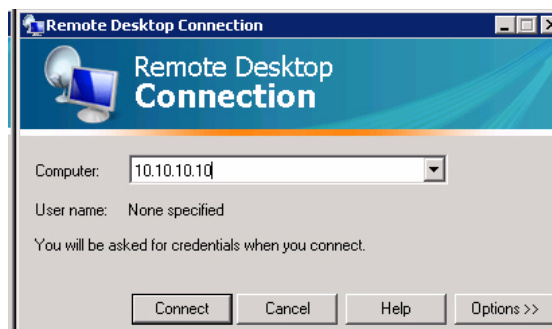 Remote Desktop Connection
Remote Desktop
Connection
Computer: 10.10.10.10
User name: None specified
You will be asked for credentials when you connect.
Connect Cancel Help Options >>